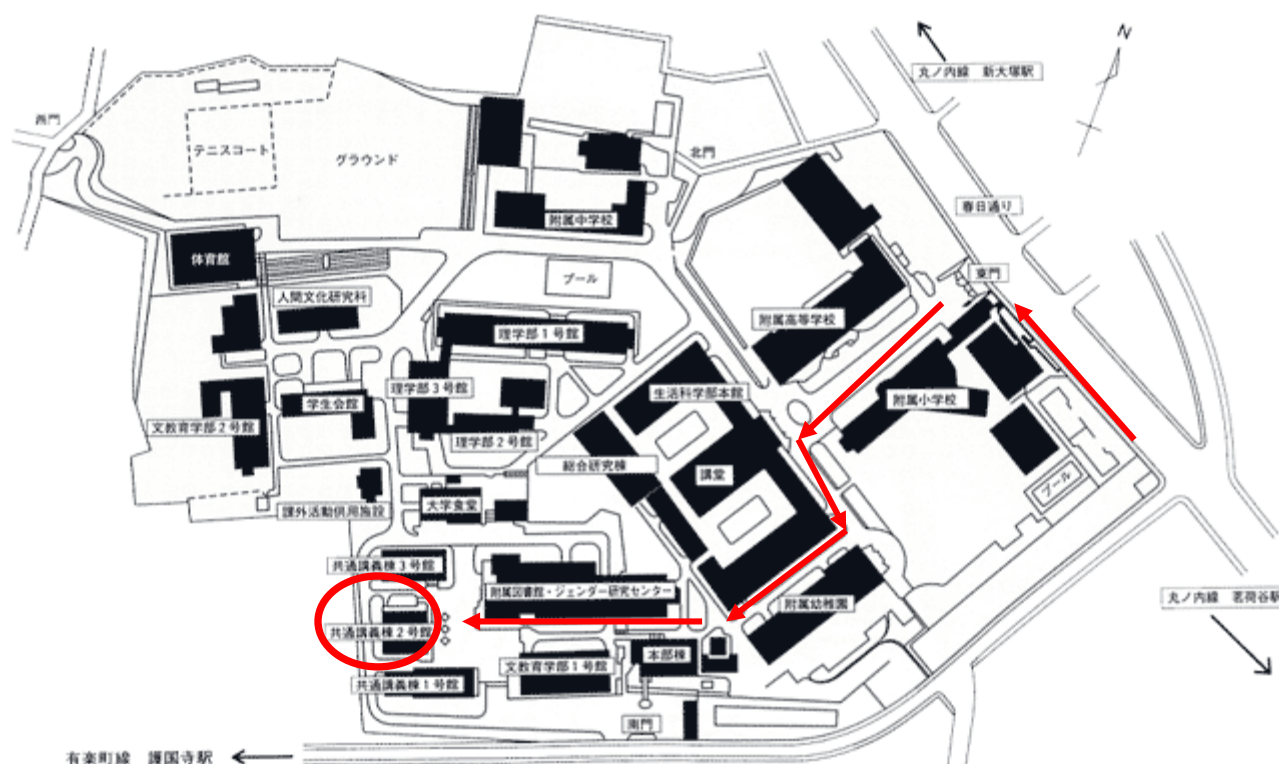 N
丸ノ内線 新大塚駅
西門
テニスコート
グラウンド
北門
附属中学校
春日通り
体育館
東門
プール
人間文化研究科
附属高等学校
理学部1号館
理学部3号館
生活科学部本館
附属小学校
学生会館
文教育学部2号館
理学部2号館
総合研究棟
講堂
プール
大学食堂
課外活動供用施設
共通講義棟3号館
附属図書館・ジェンダー研究センター
附属幼稚園
丸ノ内線 茗荷谷駅
共通講義棟2号館
本部棟
文教育学部1号館
共通講義棟1号館
南門
有楽町線 護国寺駅